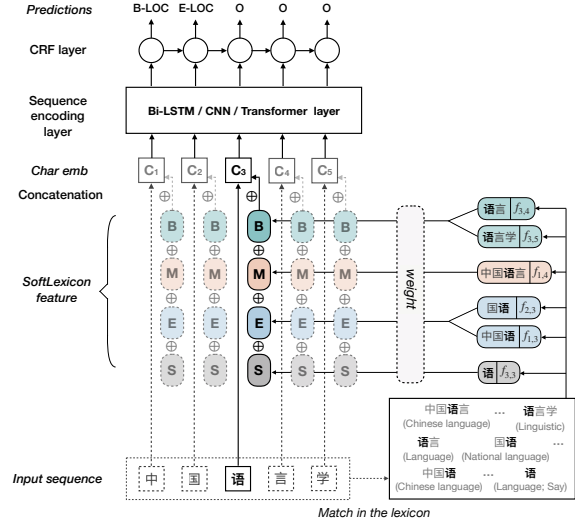 Predictions B-LOC E-LOC O O O
CRF layer
Sequence encoding layer
Bi-LSTM / CNN / Transformer layer
Char emb C1 C2 C3 C4 C5
Concatenation ⊕ ⊕ ⊕ ⊕ ⊕
B B B B B
⊕ ⊕ ⊕ ⊕ ⊕
M M M M M
⊕ ⊕ ⊕ ⊕ ⊕
E E E E E
⊕ ⊕ ⊕ ⊕ ⊕
S S S S S
SoftLexicon feature
weight
语言 f3,4
语言学 f3,5
中国语言 f1,4
国语 f2,3
中国语 f1,3
语 f3,3
中国语言 ... 语言学
(Chinese language) (Linguistic)
语言 国语 ...
(Language) (National language)
中国语 ... 语
(Chinese language) (Language; Say)
Input sequence 中 国 语 言 学
Match in the lexicon